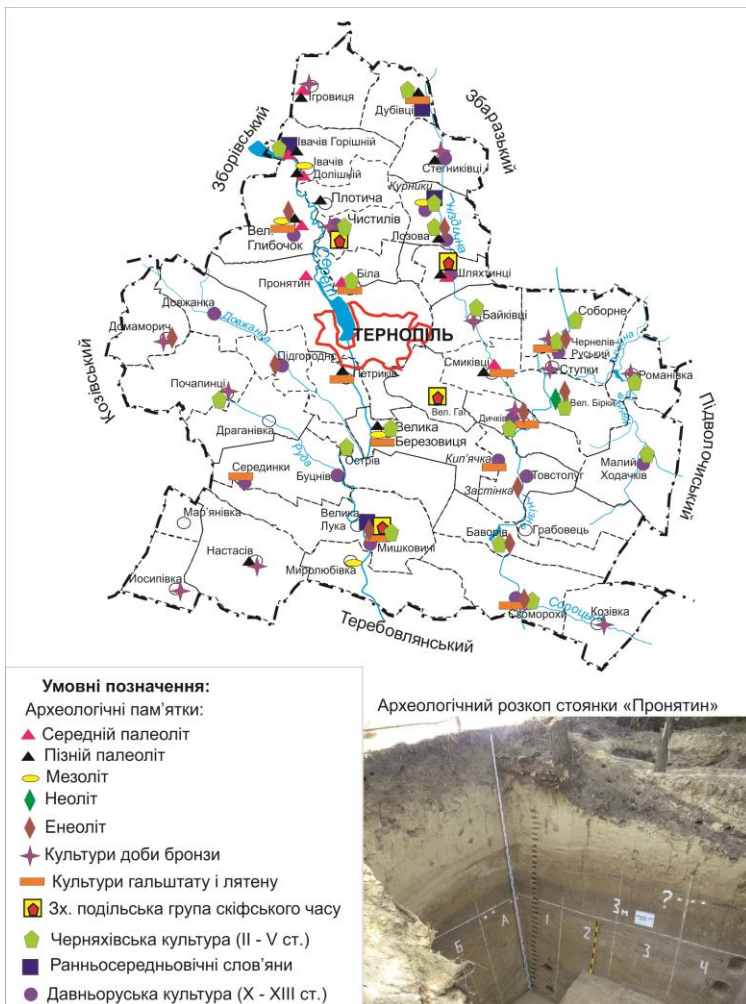 Ігровиця
Дубівці
Збаразький
Зборівський
Івачів Горішній
Івачів
Долішній
Стегниківці
Курники
Плотича
Чистилів
Вел.
Глибочок
Лозова
Гніздична
Серет
Шляхтинці
Пронятин
Біла
Довжанка
Довжанка
Домаморич
Байківці
Соборне
Чернелів
Руський
ТЕРНОПІЛЬ
Підгороднє
Петриків
Смиківці
Ступки
Романівка
Козівський
Почапинці
Вел. Гаї
Дичків
Вел. Бірки
Підволочиський
Драганівка
Велика
Березовиця
Острів
Руда
Кип'ячка
Малий
Ходачків
Серединки
Буцнів
Товстолуг
Застінка
Мар'янівка
Велика
Лука
Грабовець
Настасів
Мишковичі
Баворів
Миролюбівка
Йосипівка
Скоморохи
Козівка
Теребовлянський
Умовні позначення:
Археологічні пам'ятки:
Середній палеоліт
Пізній палеоліт
Мезоліт
Неоліт
Енеоліт
Культури доби бронзи
Культури гальштату і лятену
Зх. подільська група скіфського часу
Черняхівська культура (II - V ст.)
Ранньосередньовічні слов'яни
Давньоруська культура (X - XIII ст.)
Археологічний розкоп стоянки «Пронятин»
Б А 1 2 3 4
3м ?